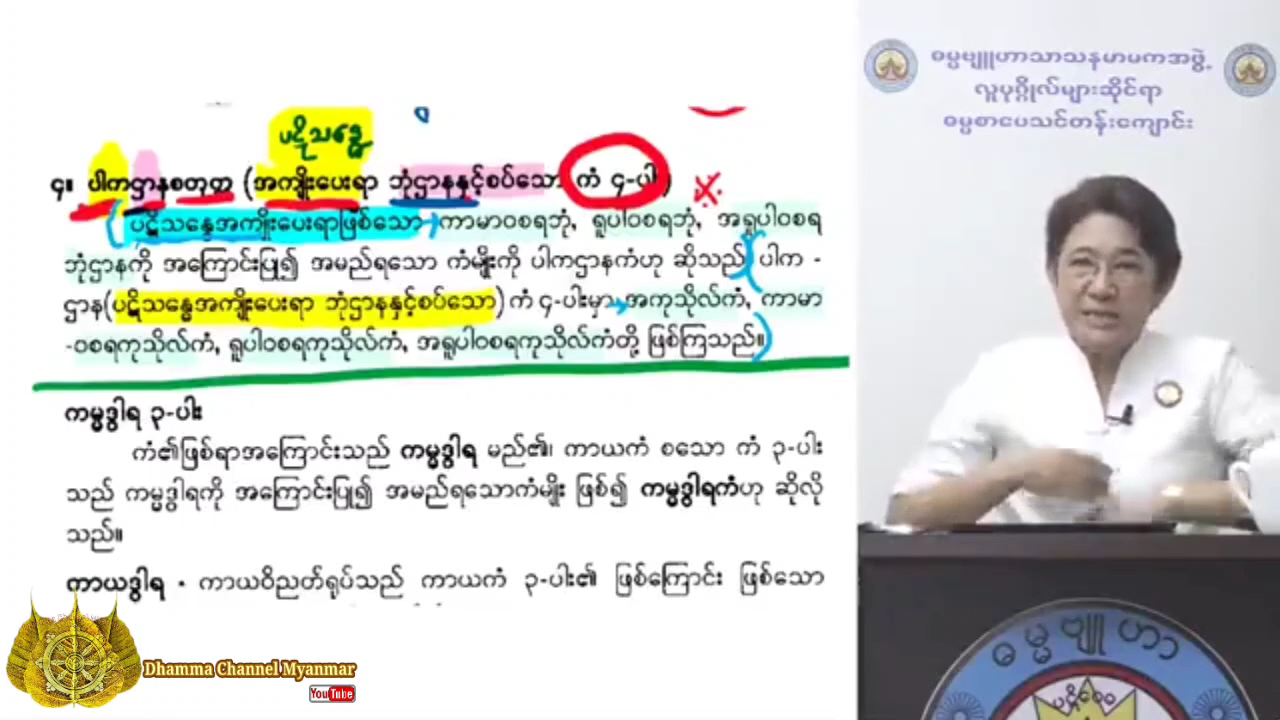 ပဋိသန္ဓေ
၄။ ပါကဌာနစတုတ္က (အကျိုးပေးရာ ဘုံဌာနနှင့်စပ်သော ကံ ၄-ပါး)
ပဋိသန္ဓေအကျိုးပေးရာဖြစ်သော ကာမာဝစရဘုံ, ရူပါဝစရဘုံ, အရူပါဝစရ
ဘုံဌာနကို အကြောင်းပြု၍ အမည်ရသော ကံမျိုးကို ပါကဌာနကံဟု ဆိုသည် ပါက -
ဌာန(ပဋိသန္ဓေအကျိုးပေးရာ ဘုံဌာနနှင့်စပ်သော) ကံ ၄-ပါးမှာ အကုသိုလ်ကံ, ကာမာ
-ဝစရကုသိုလ်ကံ, ရူပါဝစရကုသိုလ်ကံ, အရူပါဝစရကုသိုလ်ကံတို့ ဖြစ်ကြသည်။
ကမ္မဒွါရ ၃-ပါး
ကံ၏ဖြစ်ရာအကြောင်းသည် ကမ္မဒွါရ မည်၏၊ ကာယကံ စသော ကံ ၃-ပါး
သည် ကမ္မဒွါရကို အကြောင်းပြု၍ အမည်ရသောကံမျိုး ဖြစ်၍ ကမ္မဒွါရကံဟု ဆိုလို
သည်။
ကာယဒွါရ • ကာယဝိညတ်ရုပ်သည် ကာယကံ ၃-ပါး၏ ဖြစ်ကြောင်း ဖြစ်သော
Dhamma Channel Myanmar
YouTube
ဓမ္မဗျူဟာသာသနမာမကအဖွဲ့
လူပုဂ္ဂိုလ်များဆိုင်ရာ
ဓမ္မစာပေသင်တန်းကျောင်း
ဓမ္မဗျူဟာ